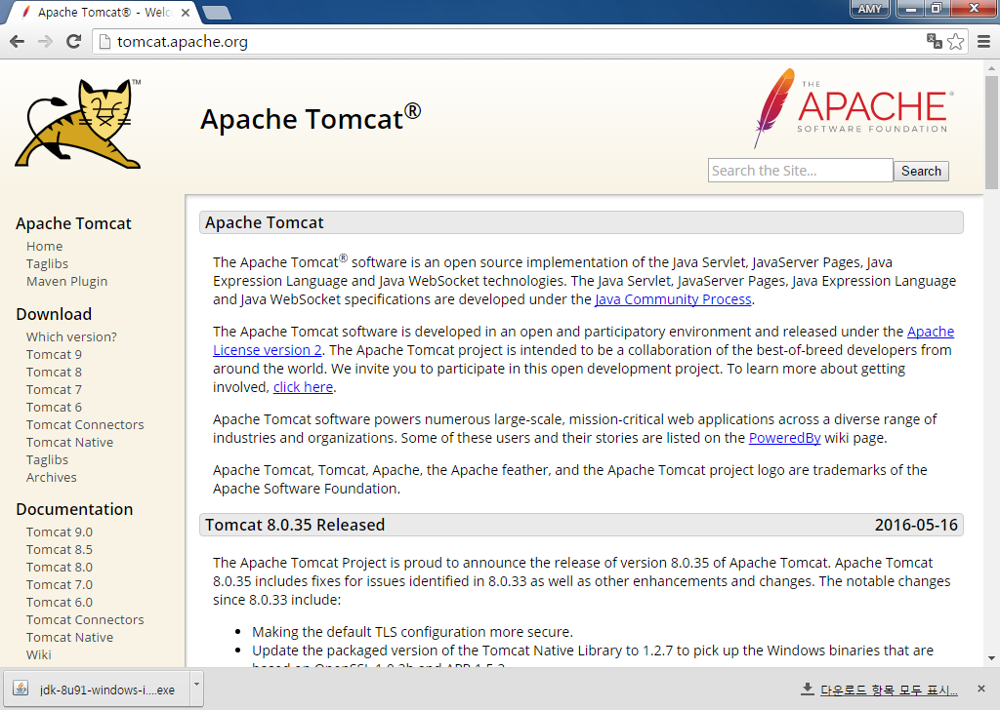 Apache Tomcat® - Welc
AMY
tomcat.apache.org
TM
Apache Tomcat®
THE
APACHE®
SOFTWARE FOUNDATION
Search the Site...
Search
Apache Tomcat
Home
Taglibs
Maven Plugin
Download
Which version?
Tomcat 9
Tomcat 8
Tomcat 7
Tomcat 6
Tomcat Connectors
Tomcat Native
Taglibs
Archives
Documentation
Tomcat 9.0
Tomcat 8.5
Tomcat 8.0
Tomcat 7.0
Tomcat 6.0
Tomcat Connectors
Tomcat Native
Wiki
Apache Tomcat
The Apache Tomcat® software is an open source implementation of the Java Servlet, JavaServer Pages, Java
Expression Language and Java WebSocket technologies. The Java Servlet, JavaServer Pages, Java Expression Language
and Java WebSocket specifications are developed under the Java Community Process.
The Apache Tomcat software is developed in an open and participatory environment and released under the Apache
License version 2. The Apache Tomcat project is intended to be a collaboration of the best-of-breed developers from
around the world. We invite you to participate in this open development project. To learn more about getting
involved, click here.
Apache Tomcat software powers numerous large-scale, mission-critical web applications across a diverse range of
industries and organizations. Some of these users and their stories are listed on the PoweredBy wiki page.
Apache Tomcat, Tomcat, Apache, the Apache feather, and the Apache Tomcat project logo are trademarks of the
Apache Software Foundation.
Tomcat 8.0.35 Released 2016-05-16
The Apache Tomcat Project is proud to announce the release of version 8.0.35 of Apache Tomcat. Apache Tomcat
8.0.35 includes fixes for issues identified in 8.0.33 as well as other enhancements and changes. The notable changes
since 8.0.33 include:
• Making the default TLS configuration more secure.
• Update the packaged version of the Tomcat Native Library to 1.2.7 to pick up the Windows binaries that are
based on OpenSSL 1.0.2h and APR 1.5.2
jdk-8u91-windows-i....exe
다운로드 항목 모두 표시...